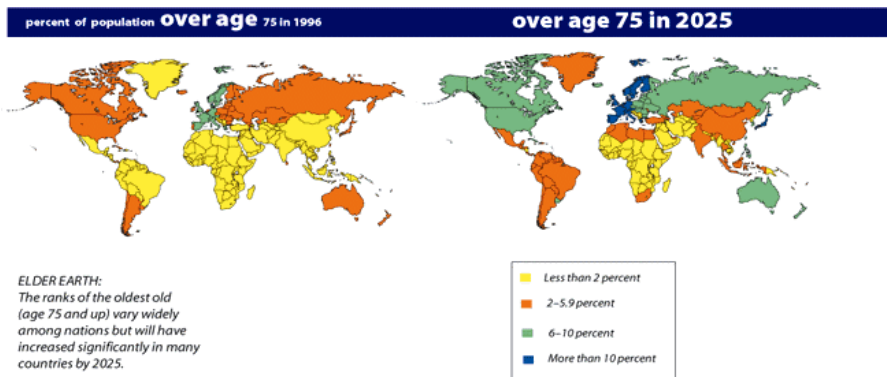 percent of population over age 75 in 1996
over age 75 in 2025
ELDER EARTH:
The ranks of the oldest old
(age 75 and up) vary widely
among nations but will have
increased significantly in many
countries by 2025.
Less than 2 percent
2–5.9 percent
6–10 percent
More than 10 percent